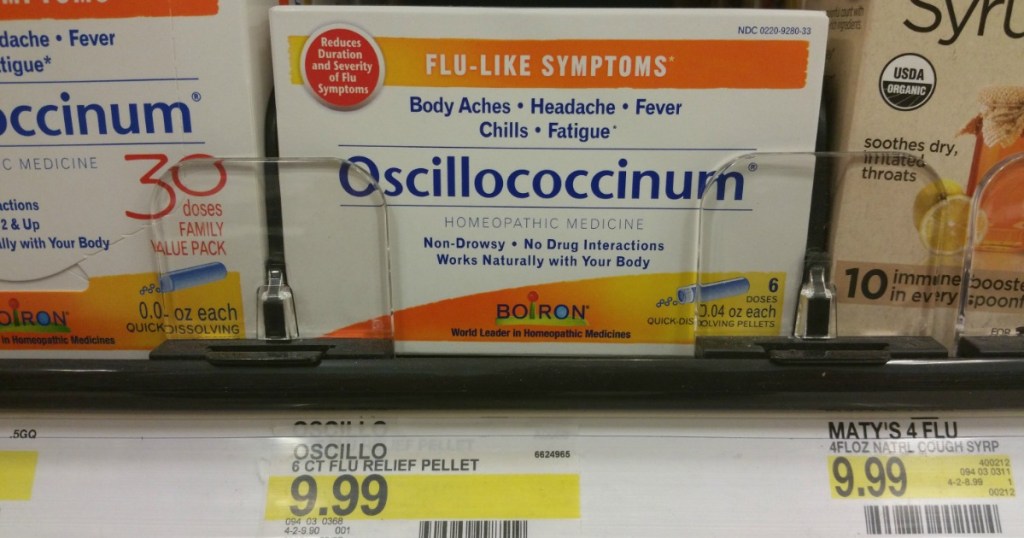 dache • Fever
tigue*
occinum®
C MEDICINE
30
doses
FAMILY
VALUE PACK
actions
2 & Up
lly with Your Body
BOIRON®
oz each
QUICK-DISSOLVING
in Homeopathic Medicines
NDC 0220-9280-33
Reduces
Duration
and Severity
of Flu
Symptoms
FLU-LIKE SYMPTOMS*
Body Aches • Headache • Fever
Chills • Fatigue*
Oscillococcinum®
HOMEOPATHIC MEDICINE
Non-Drowsy • No Drug Interactions
Works Naturally with Your Body
BOIRON®
World Leader in Homeopathic Medicines
6
DOSES
0.04 oz each
QUICK-DISSOLVING PELLETS
Syru
USDA
ORGANIC
soothes dry,
irritated
throats
10 immune booste
in every spoonf
FOR
.5GQ
OSCILLO
OSCILLO
6 CT FLU RELIEF PELLET
6624965
9.99
094 03 0368
4-2-9.90 001
MATY'S 4 FLU
4FLOZ NATRL COUGH SYRP
9.99
400212
094 03 0311
4-2-8.99 1
00212